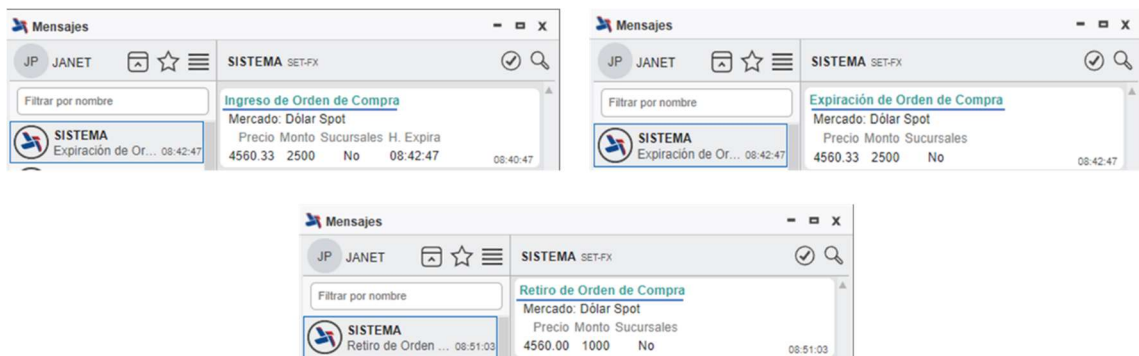 Mensajes
JP JANET
SISTEMA SET-FX
Filtrar por nombre
SISTEMA
Expiración de Or... 08:42:47
Ingreso de Orden de Compra
Mercado: Dólar Spot
Precio Monto Sucursales H. Expira
4560.33 2500 No 08:42:47
08:40:47
Mensajes
JP JANET
SISTEMA SET-FX
Filtrar por nombre
SISTEMA
Expiración de Or... 08:42:47
Expiración de Orden de Compra
Mercado: Dólar Spot
Precio Monto Sucursales
4560.33 2500 No
08:42:47
Mensajes
JP JANET
SISTEMA SET-FX
Filtrar por nombre
SISTEMA
Retiro de Orden ... 08:51:03
Retiro de Orden de Compra
Mercado: Dólar Spot
Precio Monto Sucursales
4560.00 1000 No
08:51:03